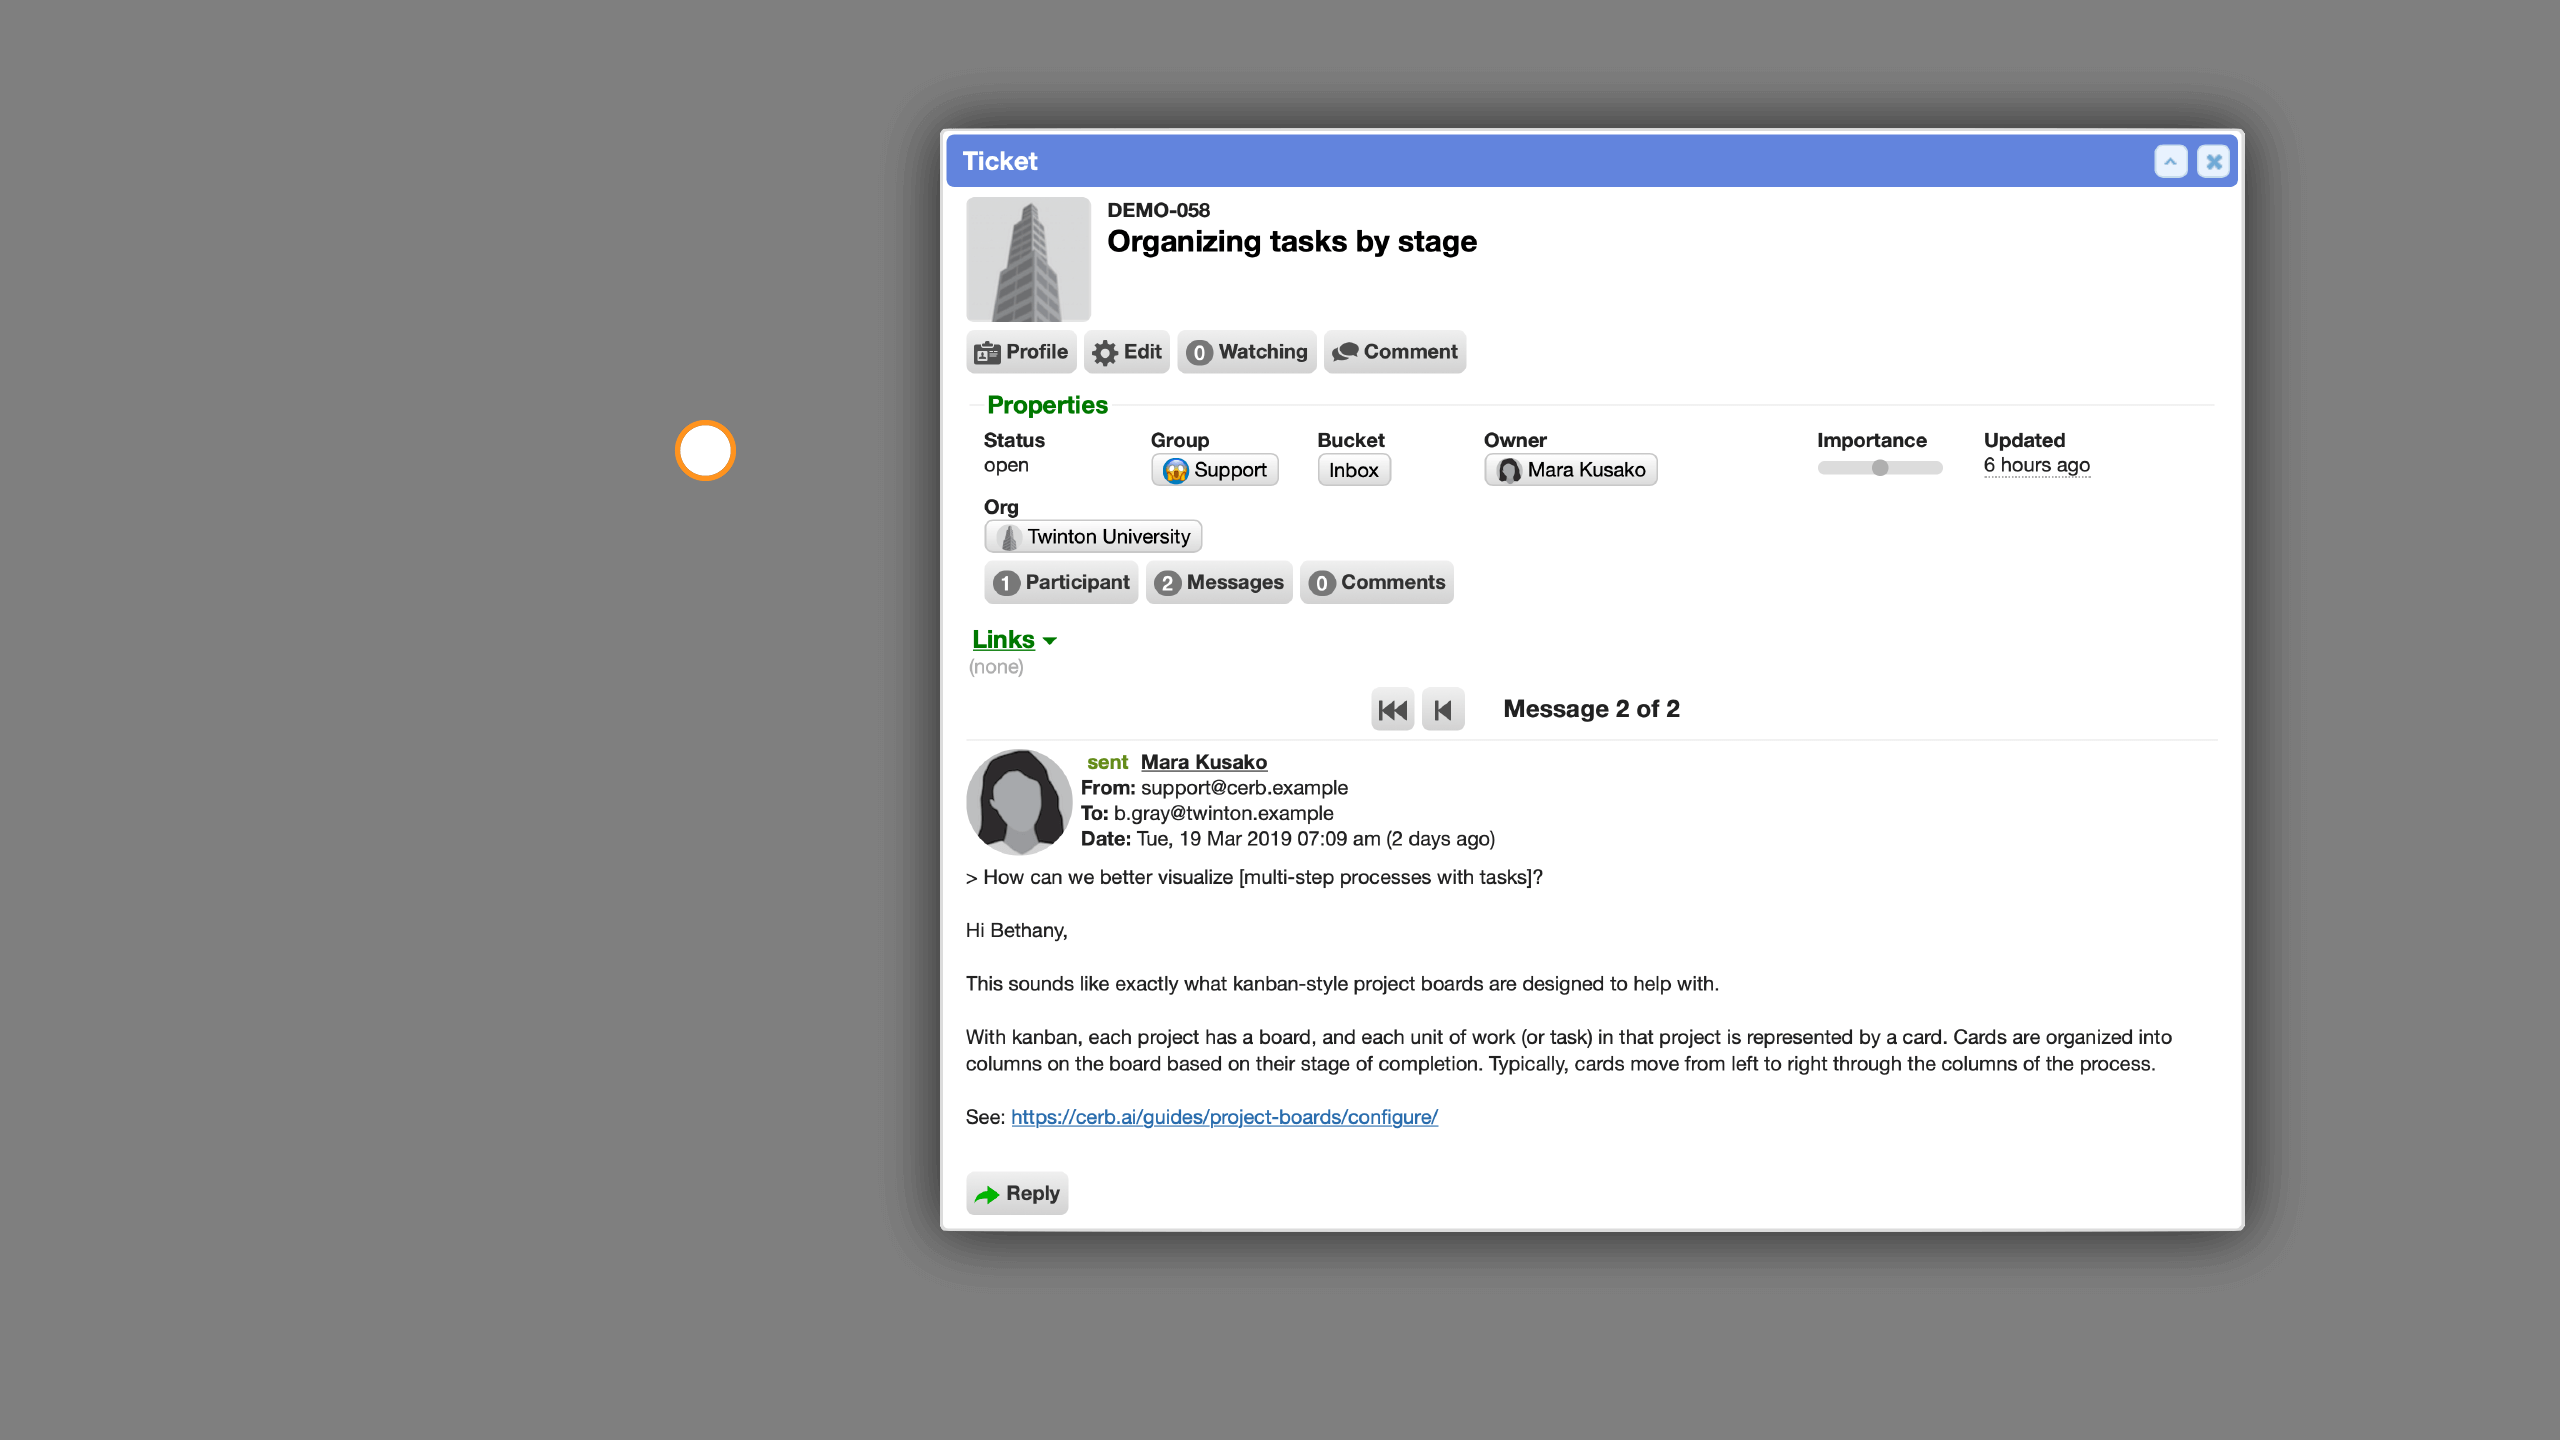 Ticket
DEMO-058
Organizing tasks by stage
Profile Edit 0 Watching Comment
Properties
Status Group Bucket Owner Importance Updated
open Support Inbox Mara Kusako 6 hours ago
Org
Twinton University
1 Participant 2 Messages 0 Comments
Links
(none)
Message 2 of 2
sent Mara Kusako
From: support@cerb.example
To: b.gray@twinton.example
Date: Tue, 19 Mar 2019 07:09 am (2 days ago)
> How can we better visualize [multi-step processes with tasks]?
Hi Bethany,
This sounds like exactly what kanban-style project boards are designed to help with.
With kanban, each project has a board, and each unit of work (or task) in that project is represented by a card. Cards are organized into
columns on the board based on their stage of completion. Typically, cards move from left to right through the columns of the process.
See: https://cerb.ai/guides/project-boards/configure/
Reply